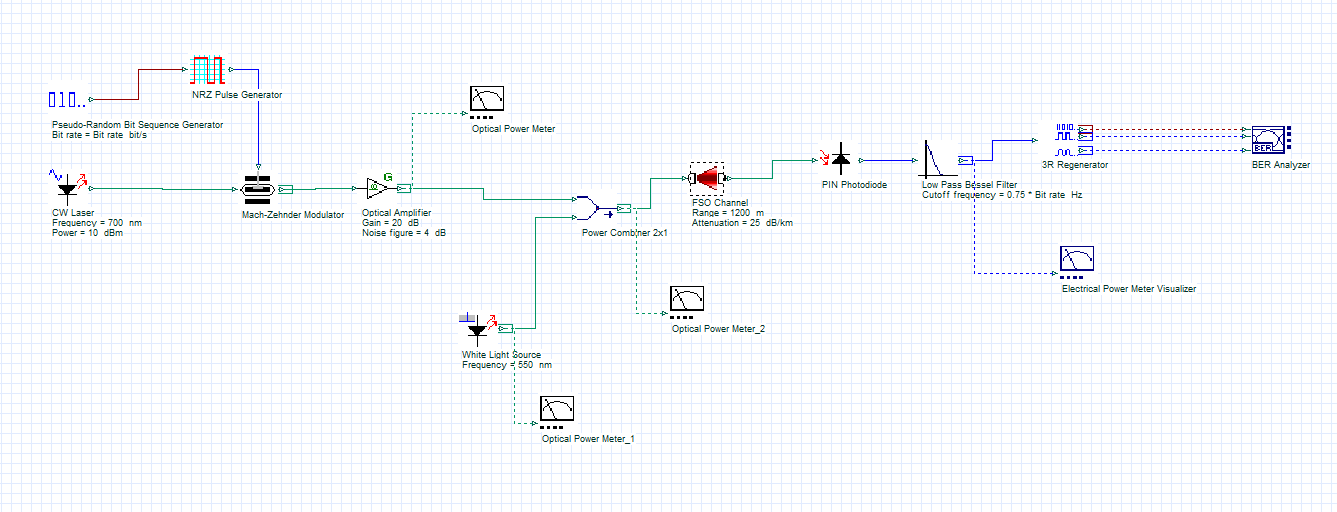 NRZ Pulse Generator
010..
Pseudo-Random Bit Sequence Generator
Bit rate = Bit rate bit/s
Optical Power Meter
CW Laser
Frequency = 700 nm
Power = 10 dBm
Mach-Zehnder Modulator
G
Optical Amplifier
Gain = 20 dB
Noise figure = 4 dB
Power Combiner 2x1
FSO Channel
Range = 1200 m
Attenuation = 25 dB/km
PIN Photodiode
Low Pass Bessel Filter
Cutoff frequency = 0.75 * Bit rate Hz
3R Regenerator
BER
BER Analyzer
Electrical Power Meter Visualizer
Optical Power Meter_2
White Light Source
Frequency = 550 nm
Optical Power Meter_1